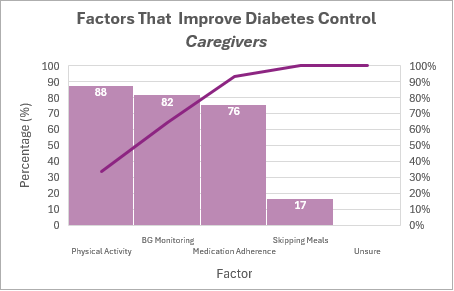 Factors That  Improve Diabetes Control
Caregivers
Percentage (%)
100
90
80
70
60
50
40
30
20
10
0
88
82
76
17
100%
90%
80%
70%
60%
50%
40%
30%
20%
10%
0%
BG Monitoring
Skipping Meals
Physical Activity
Medication Adherence
Unsure
Factor